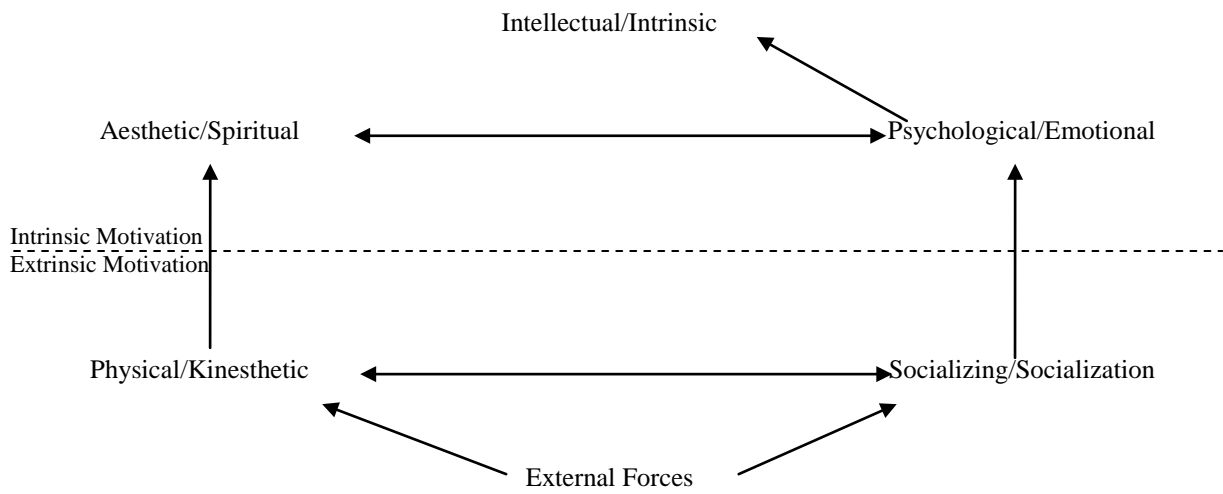 Intellectual/Intrinsic
Aesthetic/Spiritual
Psychological/Emotional
Intrinsic Motivation
Extrinsic Motivation
Physical/Kinesthetic
Socializing/Socialization
External Forces